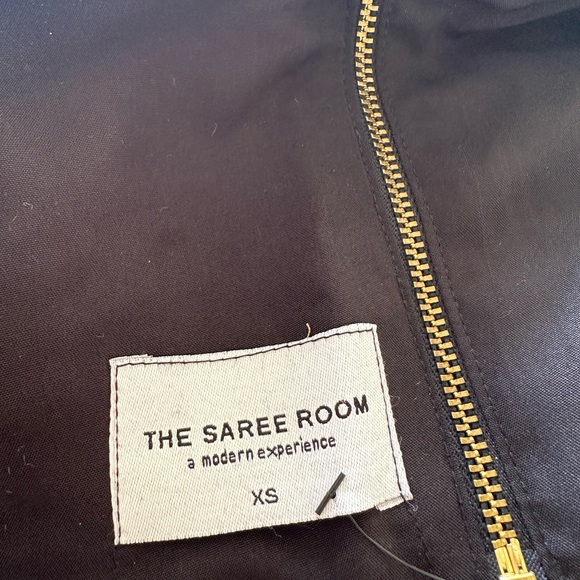 THE SAREE ROOM
a modern experience
XS